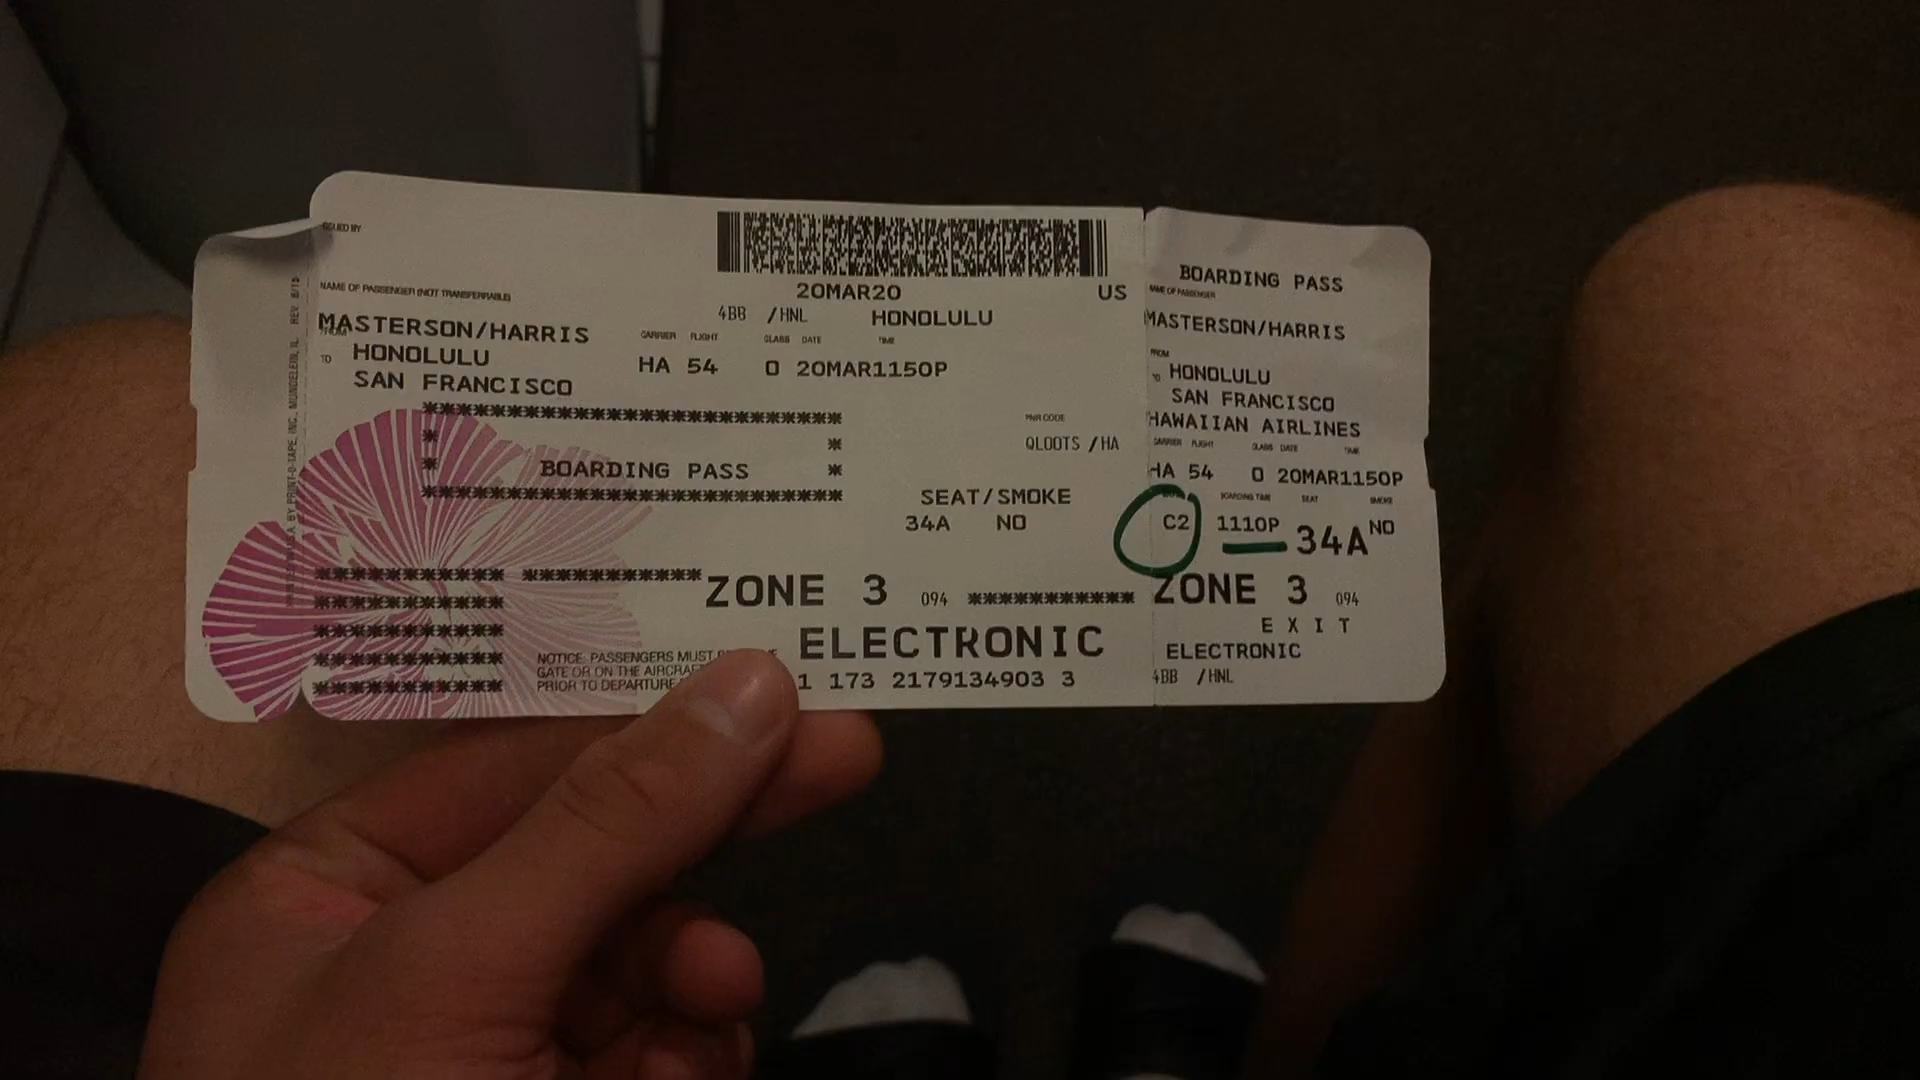 ISSUED BY
NAME OF PASSENGER (NOT TRANSFERRABLE)
20MAR20 US
4BB /HNL HONOLULU
MASTERSON/HARRIS
FROM
CARRIER FLIGHT CLASS DATE TIME
TO HONOLULU
HA 54 O 20MAR1150P
SAN FRANCISCO
************************
PNR CODE
* *
QLOOTS /HA
* BOARDING PASS *
************************
SEAT/SMOKE
34A NO
ZONE 3 094
ELECTRONIC
NOTICE: PASSENGERS MUST
GATE OR ON THE AIRCRAFT
PRIOR TO DEPARTURE
1 173 2179134903 3
REV. 8/15
BOARDING PASS
NAME OF PASSENGER
MASTERSON/HARRIS
FROM
TO HONOLULU
SAN FRANCISCO
HAWAIIAN AIRLINES
CARRIER FLIGHT CLASS DATE TIME
HA 54 O 20MAR1150P
BOARDING TIME SEAT SMOKE
C2 1110P 34A NO
ZONE 3 094
EXIT
ELECTRONIC
4BB /HNL